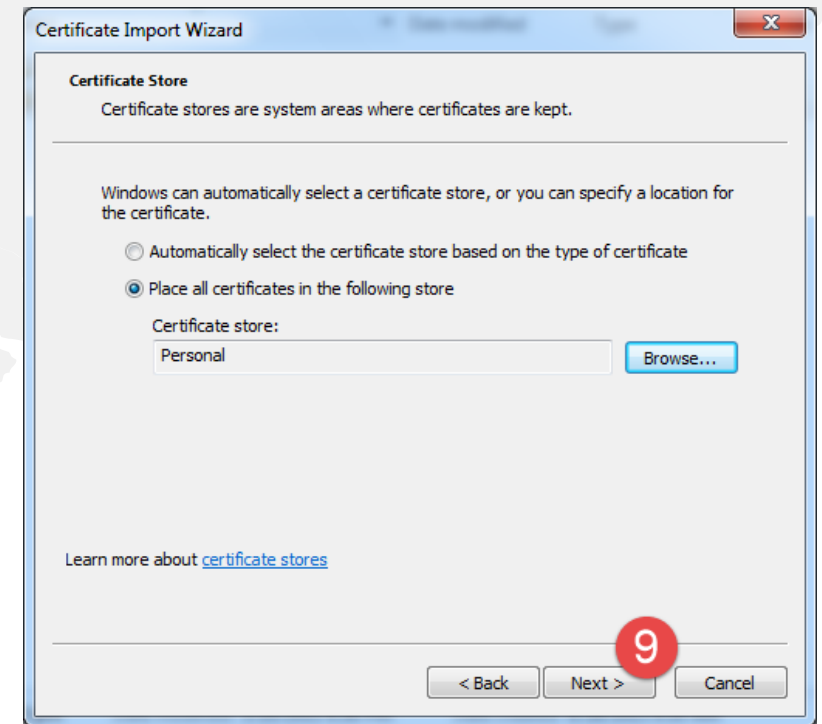 Certificate Import Wizard
Date modified
Type
Certificate Store
Certificate stores are system areas where certificates are kept.
Windows can automatically select a certificate store, or you can specify a location for
the certificate.
Automatically select the certificate store based on the type of certificate
Place all certificates in the following store
Certificate store:
Personal
Browse...
Learn more about certificate stores
9
< Back
Next >
Cancel